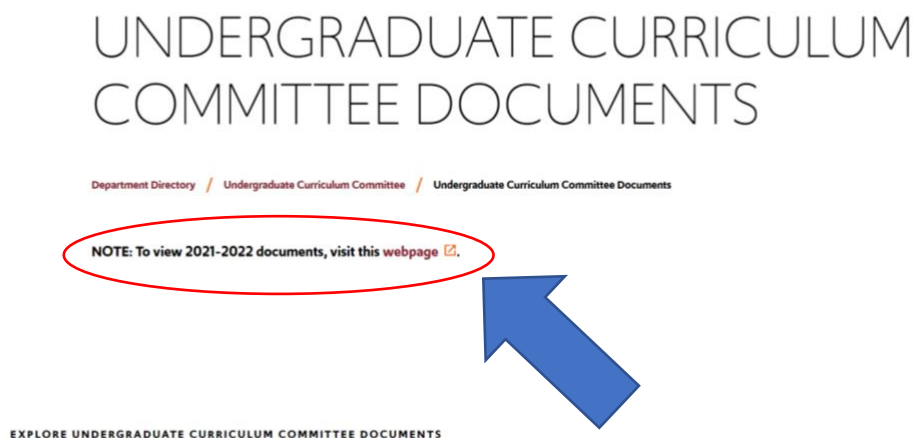 UNDERGRADUATE CURRICULUM
COMMITTEE DOCUMENTS
Department Directory / Undergraduate Curriculum Committee / Undergraduate Curriculum Committee Documents
NOTE: To view 2021-2022 documents, visit this webpage.
EXPLORE UNDERGRADUATE CURRICULUM COMMITTEE DOCUMENTS